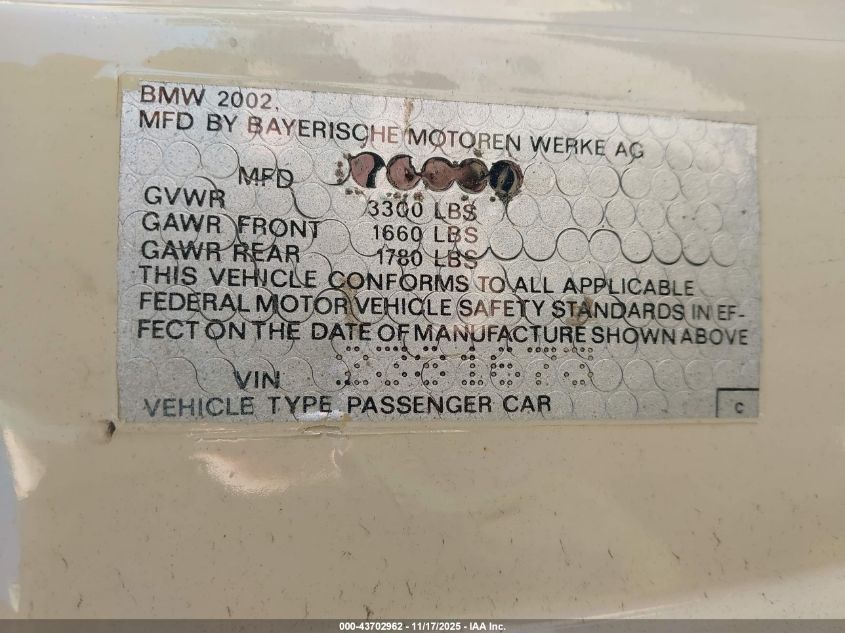 BMW 2002.
MFD BY BAYERISCHE MOTOREN WERKE AG
MFD
GVWR 3300 LBS
GAWR FRONT 1660 LBS
GAWR REAR 1780 LBS
THIS VEHICLE CONFORMS TO ALL APPLICABLE
FEDERAL MOTOR VEHICLE SAFETY STANDARDS IN EF-
FECT ON THE DATE OF MANUFACTURE SHOWN ABOVE
VIN
VEHICLE TYPE PASSENGER CAR
C
000-43702962 - 11/17/2025 - IAA Inc.